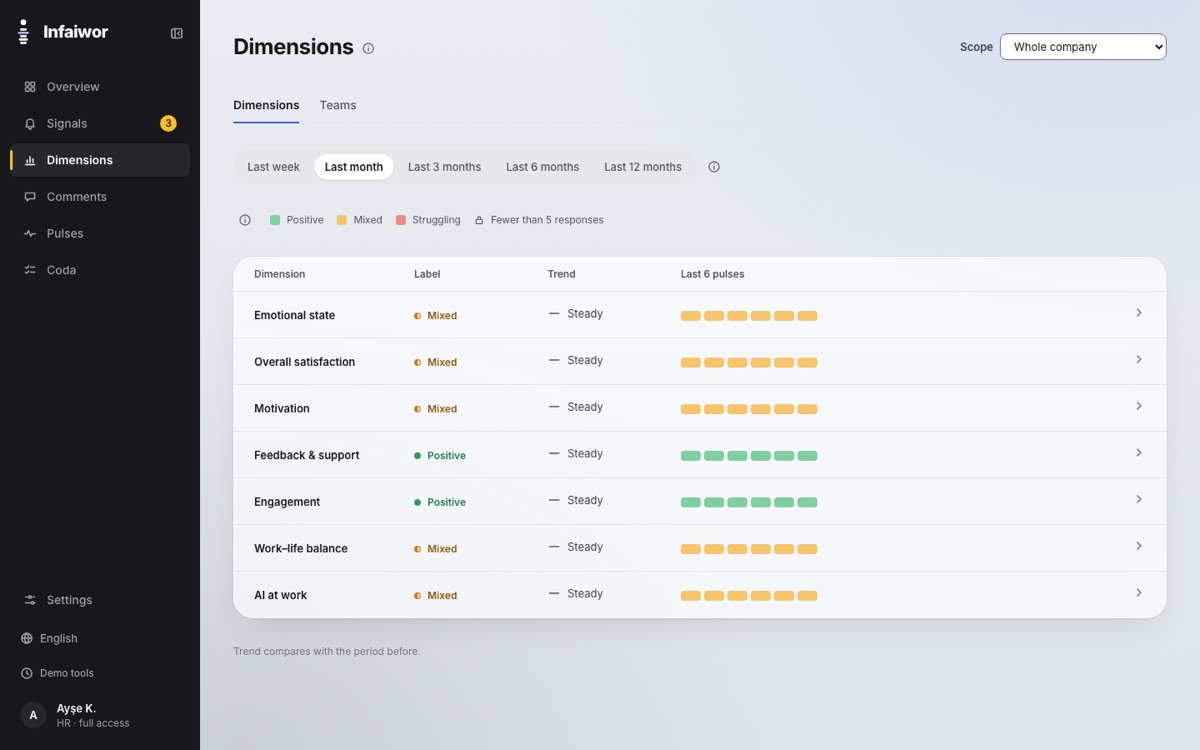 Infaiwor
Overview
Signals 3
Dimensions
Comments
Pulses
Coda
Settings
English
Demo tools
A
Ayşe K.
HR · full access
Dimensions
Scope Whole company
Dimensions Teams
Last week Last month Last 3 months Last 6 months Last 12 months
Positive Mixed Struggling Fewer than 5 responses
Dimension Label Trend Last 6 pulses
Emotional state Mixed Steady
Overall satisfaction Mixed Steady
Motivation Mixed Steady
Feedback & support Positive Steady
Engagement Positive Steady
Work–life balance Mixed Steady
AI at work Mixed Steady
Trend compares with the period before.